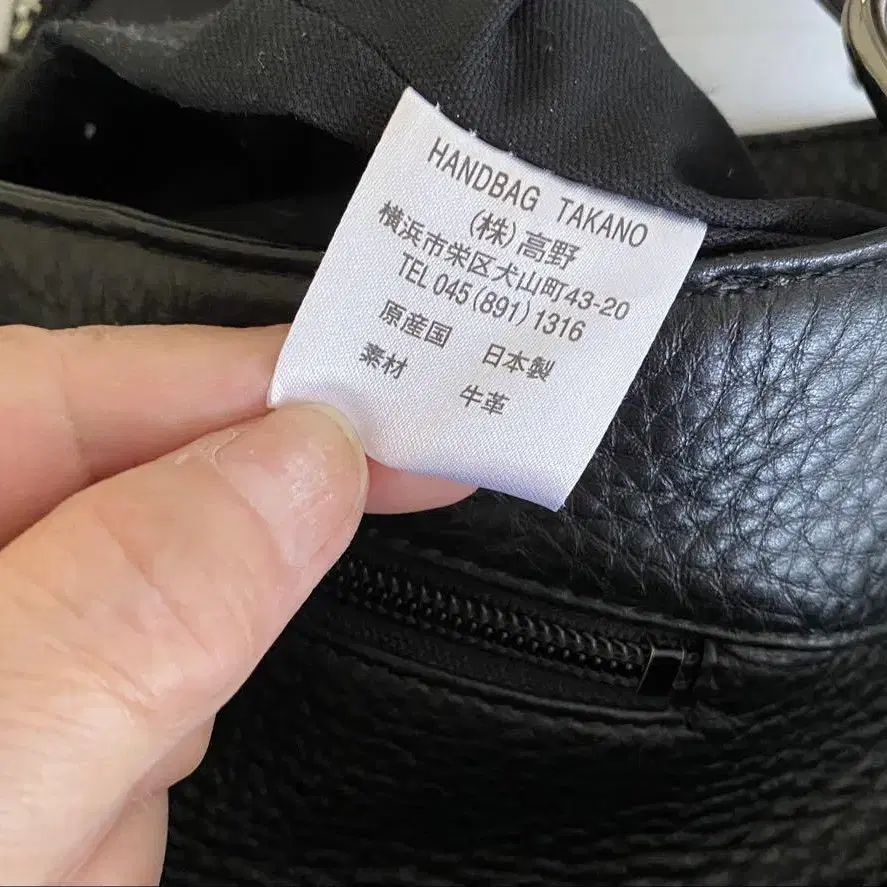 HANDBAG TAKANO
(株)高野
横浜市栄区犬山町43-20
TEL 045(891)1316
原産国 日本製
素材 牛革